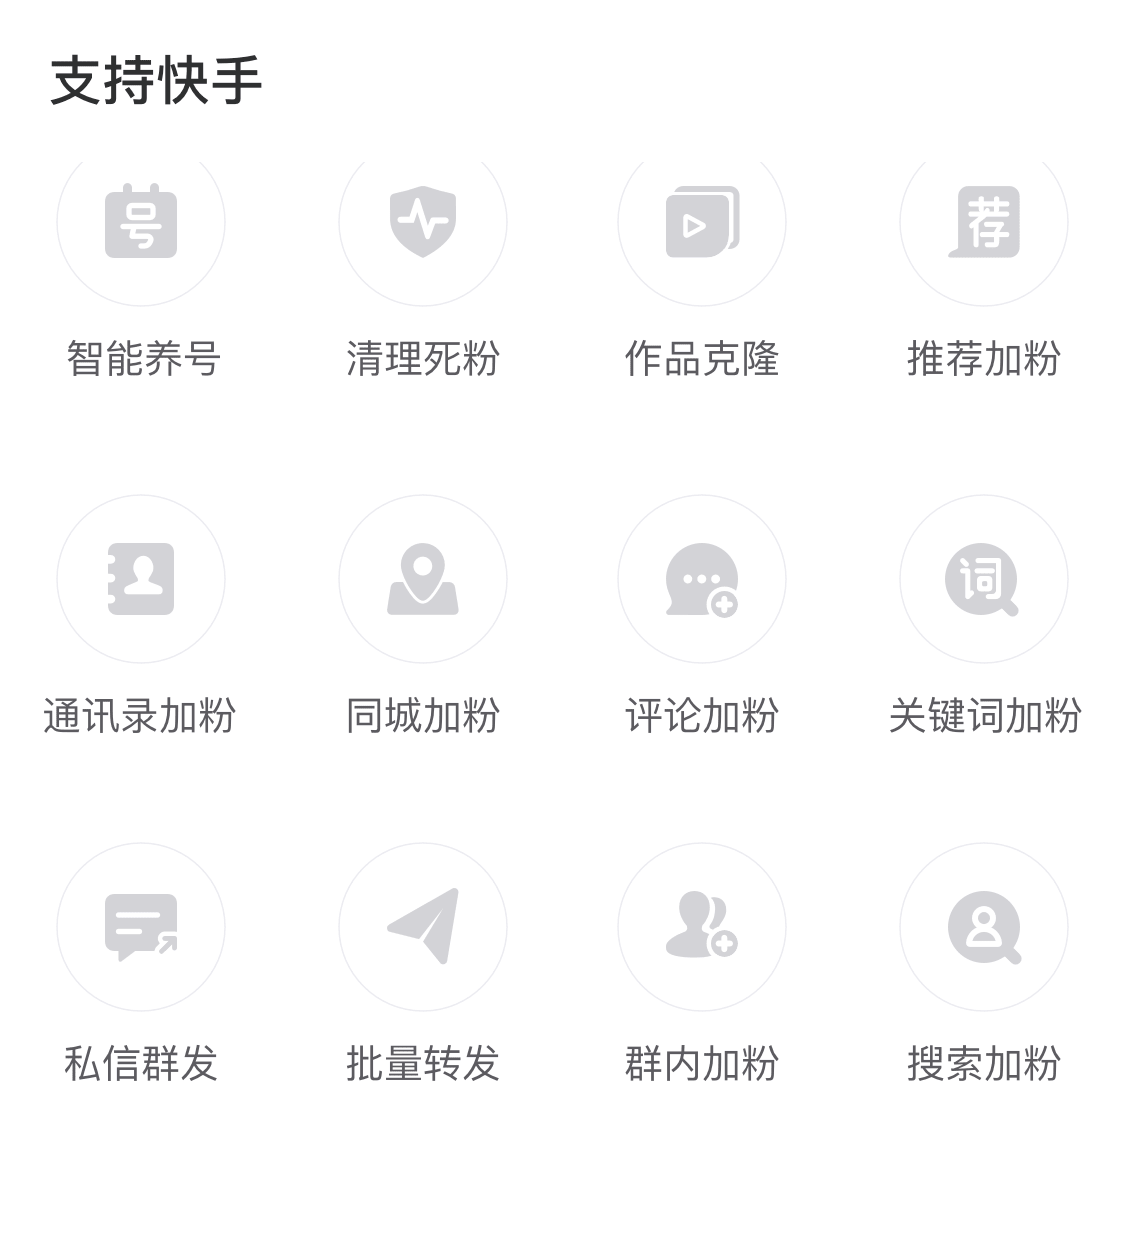 支持快手
号
荐
智能养号
清理死粉
作品克隆
推荐加粉
词
通讯录加粉
同城加粉
评论加粉
关键词加粉
私信群发
批量转发
群内加粉
搜索加粉